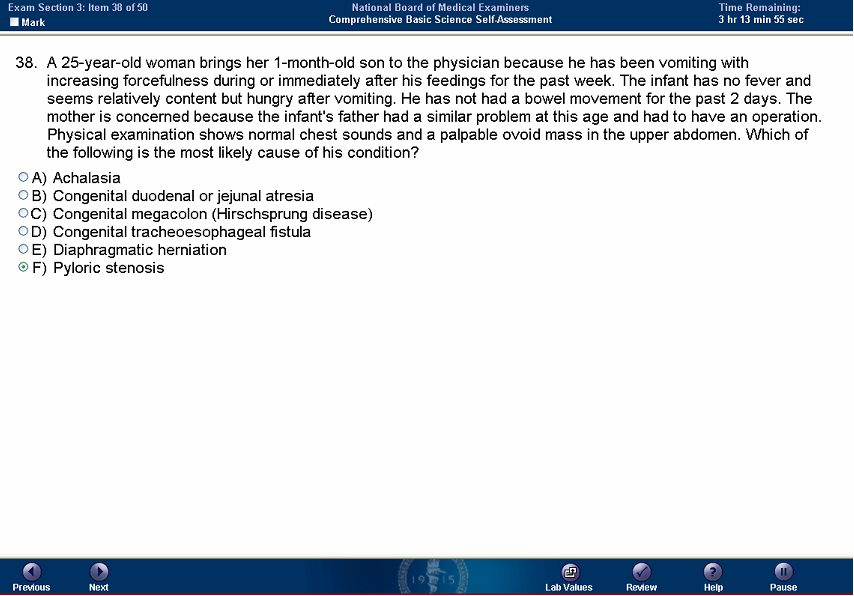 Exam Section 3: Item 38 of 50
National Board of Medical Examiners
Time Remaining:
Mark
Comprehensive Basic Science Self-Assessment
3 hr 13 min 55 sec
38. A 25-year-old woman brings her 1-month-old son to the physician because he has been vomiting with
increasing forcefulness during or immediately after his feedings for the past week. The infant has no fever and
seems relatively content but hungry after vomiting. He has not had a bowel movement for the past 2 days. The
mother is concerned because the infant's father had a similar problem at this age and had to have an operation.
Physical examination shows normal chest sounds and a palpable ovoid mass in the upper abdomen. Which of
the following is the most likely cause of his condition?
A) Achalasia
B) Congenital duodenal or jejunal atresia
C) Congenital megacolon (Hirschsprung disease)
D) Congenital tracheoesophageal fistula
E) Diaphragmatic herniation
F) Pyloric stenosis
19 15
Previous Next Lab Values Review Help Pause